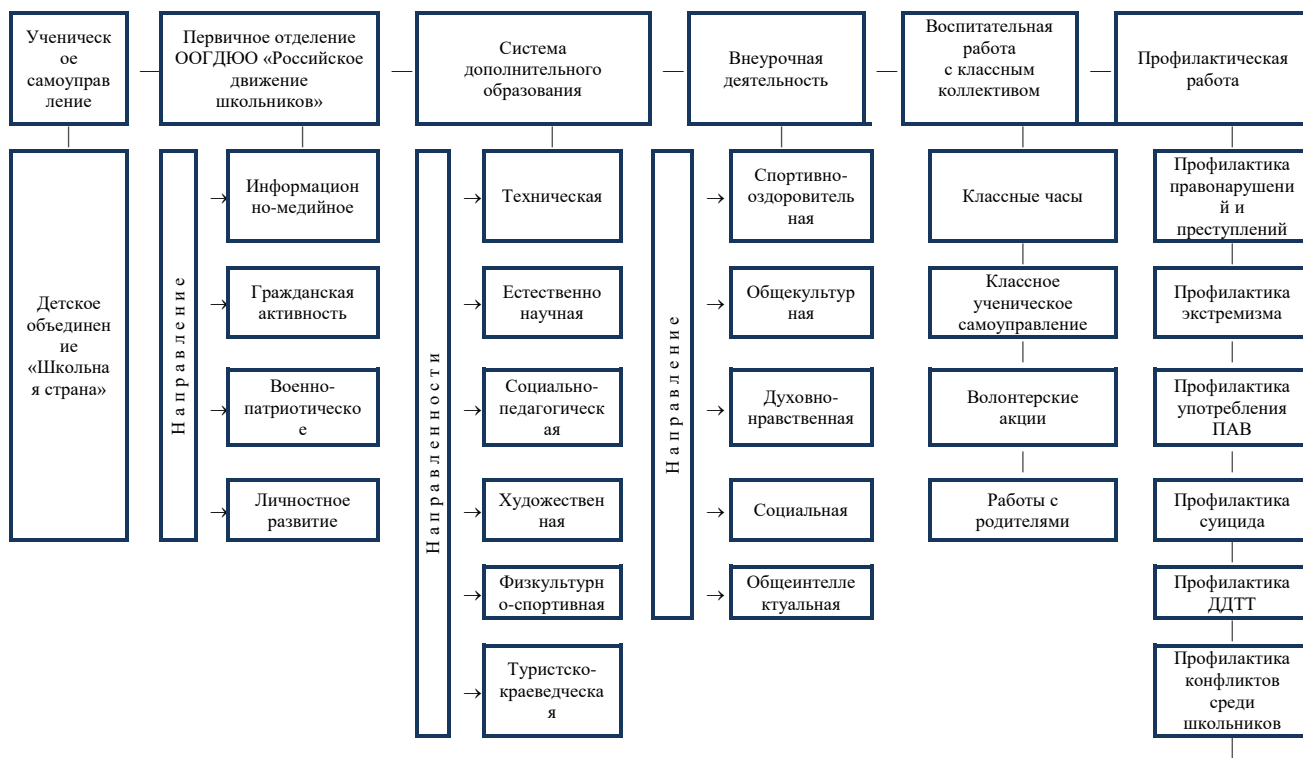 Ученическ
ое
самоуправ
ление
Первичное отделение
ООГДЮО «Российское
движение
школьников»
Система
дополнительного
образования
Внеурочная
деятельность
Воспитательная
работа
с классным
коллективом
Профилактическая
работа
Детское
объединен
ие
«Школьна
я страна»
Направление
Информацион
но-медийное
Гражданская
активность
Военно-
патриотическо
е
Личностное
развитие
Направленности
Техническая
Естественно
научная
Социально-
педагогическ
ая
Художествен
ная
Физкультурн
о-спортивная
Туристско-
краеведческа
я
Направление
Спортивно-
оздоровитель
ная
Общекультур
ная
Духовно-
нравственная
Социальная
Общеинтелле
ктуальная
Классные часы
Классное
ученическое
самоуправление
Волонтерские
акции
Работы с
родителями
Профилактика
правонарушени
й и
преступлений
Профилактика
экстремизма
Профилактика
употребления
ПАВ
Профилактика
суицида
Профилактика
ДДТТ
Профилактика
конфликтов
среди
школьников